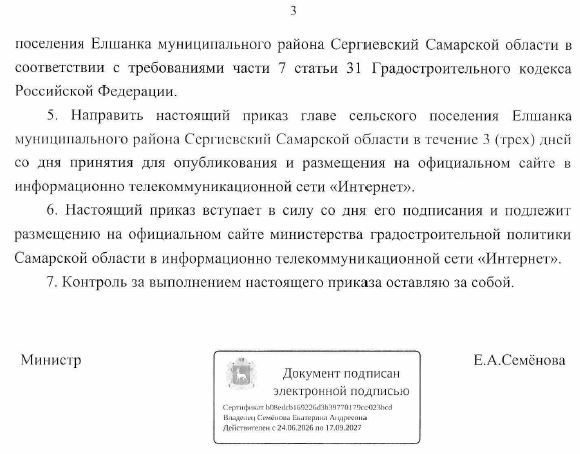 3
поселения Елшанка муниципального района Сергиевский Самарской области в
соответствии с требованиями части 7 статьи 31 Градостроительного кодекса
Российской Федерации.
5. Направить настоящий приказ главе сельского поселения Елшанка
муниципального района Сергиевский Самарской области в течение 3 (трех) дней
со дня принятия для опубликования и размещения на официальном сайте в
информационно телекоммуникационной сети «Интернет».
6. Настоящий приказ вступает в силу со дня его подписания и подлежит
размещению на официальном сайте министерства градостроительной политики
Самарской области в информационно телекоммуникационной сети «Интернет».
7. Контроль за выполнением настоящего приказа оставляю за собой.
Министр
Документ подписан
электронной подписью
Сертификат
Владелец Семёнова Екатерина Андреевна
Действителен с 24.06.2026 по 17.09.2027
Е.А.Семёнова